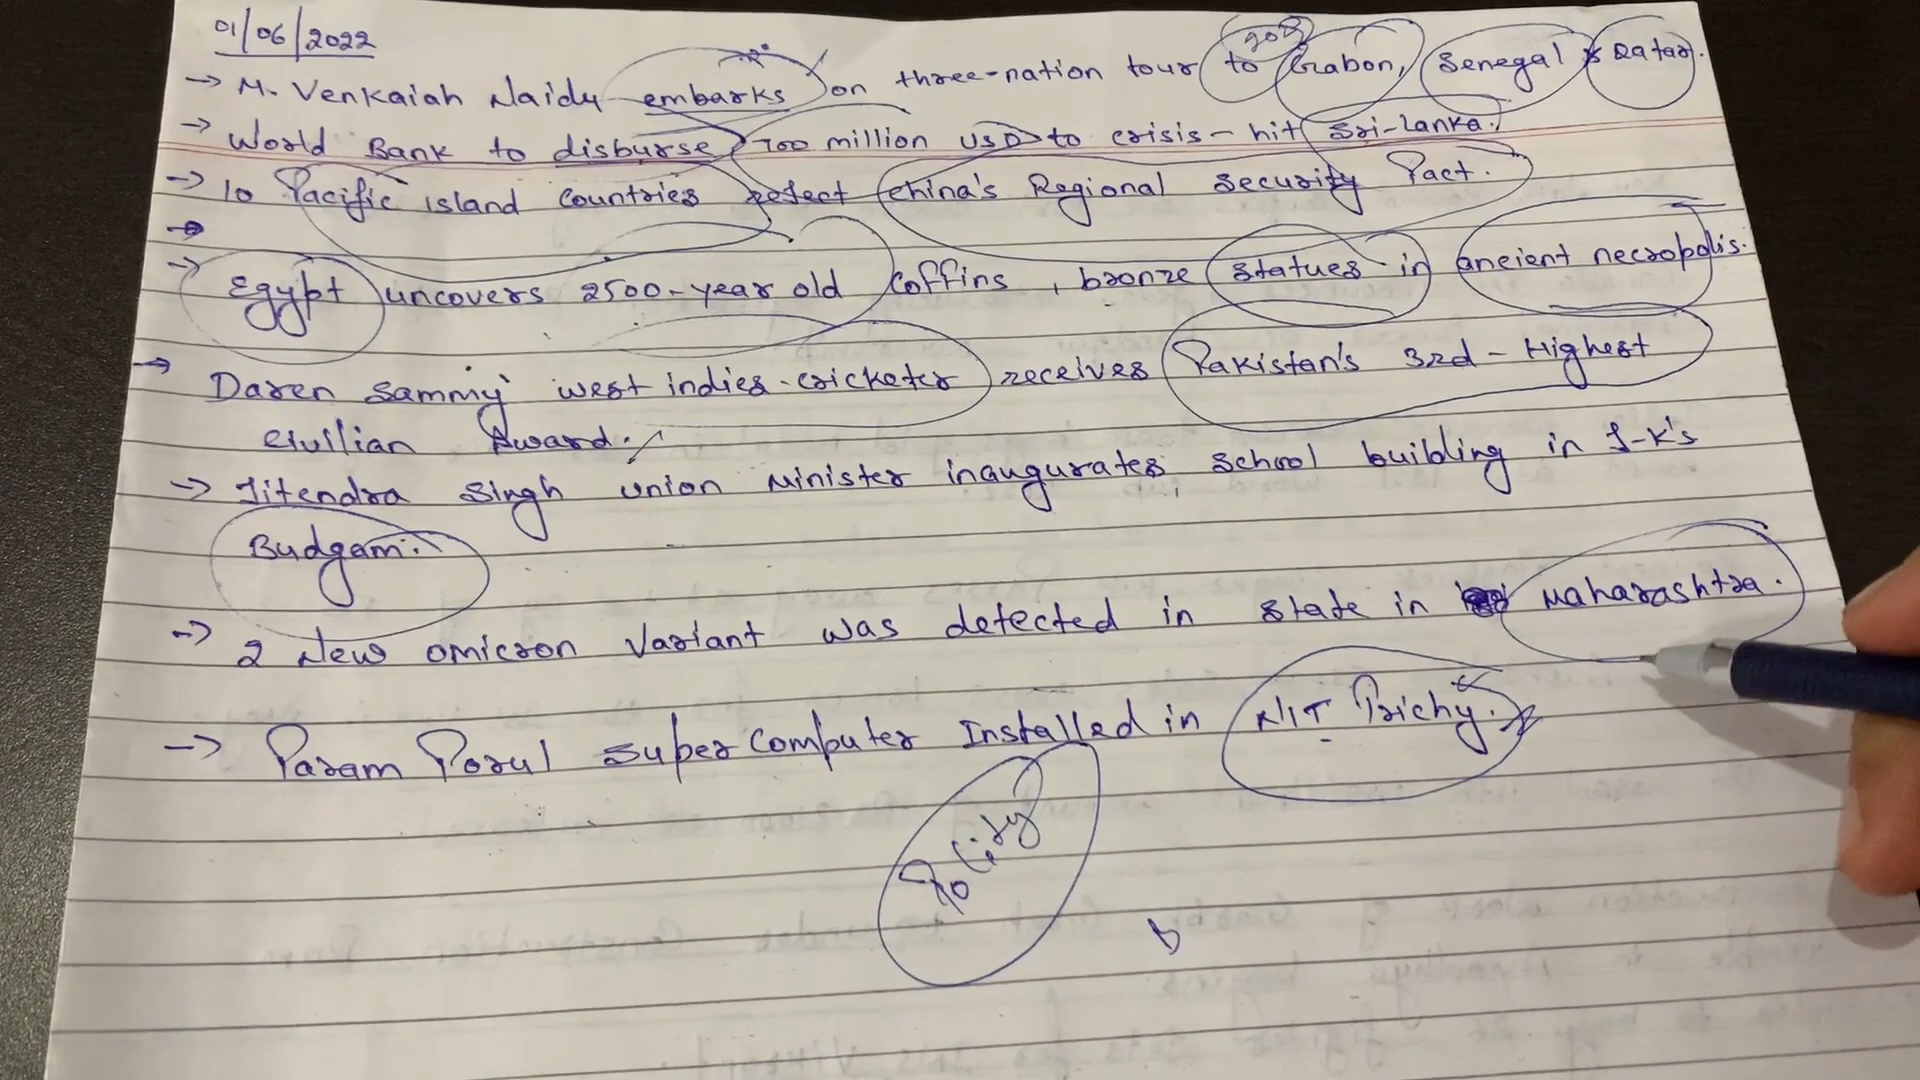 01/06/2022
→ M. Venkaiah Naidu embarks on three-nation tour to Gabon, Senegal & Qatar.
→ World Bank to disburse 700 million USD to crisis-hit Sri-Lanka.
→ 10 Pacific island countries reject China's Regional Security Pact.
→
→ Egypt uncovers 2500-year old coffins, bronze statues in ancient necropolis.
→ Daren Sammy west indies cricketer receives Pakistan's 3rd-Highest
civilian Award.
→ Jitendra Singh union Minister inaugurates school building in J-K's
Budgam.
→ 2 New omicron Variant was detected in state in Maharashtra.
→ Param Porul super computer Installed in NIT Trichy.